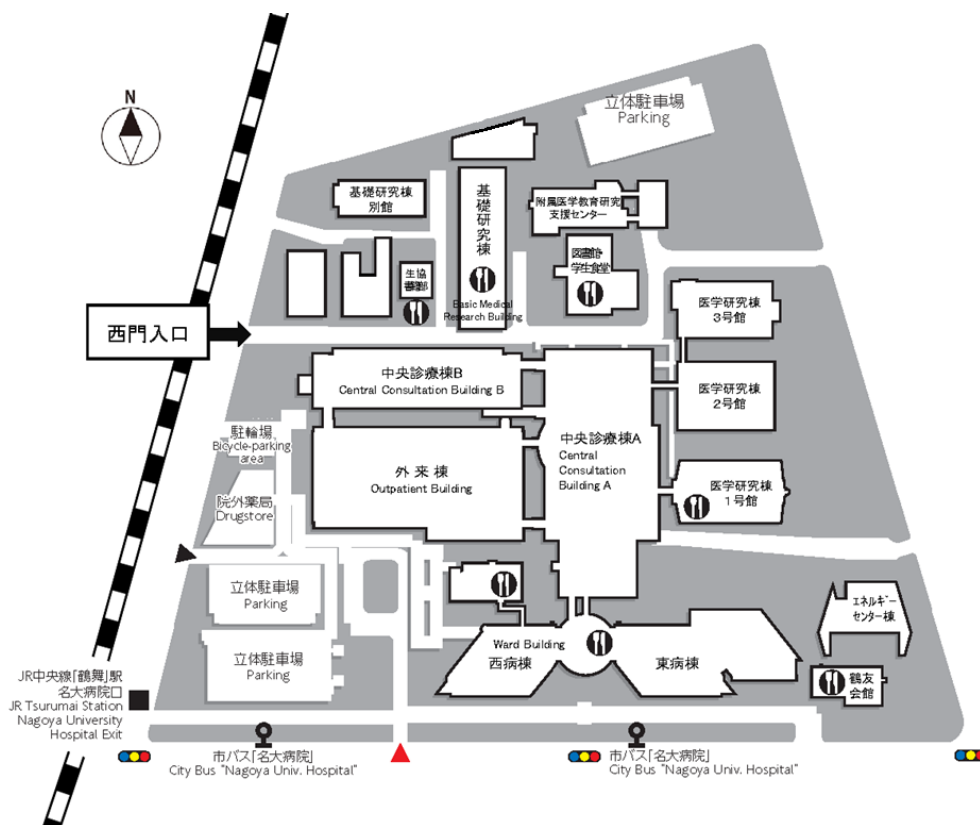 N
立体駐車場
Parking
基礎研究棟
別館
基礎研究棟
Basic Medical
Research Building
附属医学教育研究
支援センター
図書館・
学生食堂
生協
西門入口
医学研究棟
3号館
中央診療棟B
Central Consultation Building B
医学研究棟
2号館
駐輪場
Bicycle-parking
area
外来棟
Outpatient Building
中央診療棟A
Central
Consultation
Building A
医学研究棟
1号館
院外薬局
Drugstore
立体駐車場
Parking
エネルギー
センター棟
Ward Building
西病棟
東病棟
立体駐車場
Parking
鶴友
会館
JR中央線「鶴舞」駅
名大病院口
JR Tsurumai Station
Nagoya University
Hospital Exit
市バス「名大病院」
City Bus "Nagoya Univ. Hospital"
市バス「名大病院」
City Bus "Nagoya Univ. Hospital"